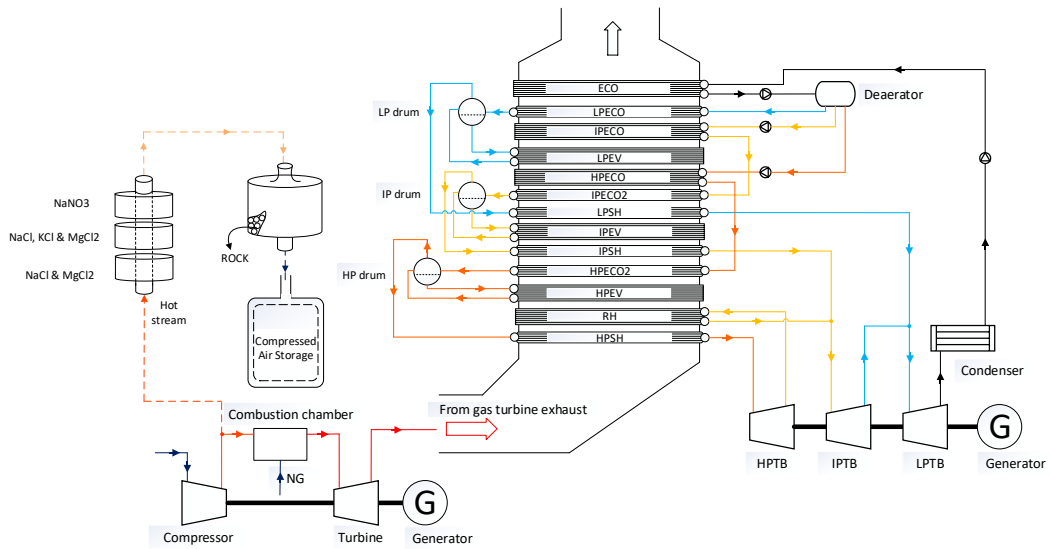 ECO
LP drum
LPECO
Deaerator
IPECO
LPEV
HPECO
NaNO3
IP drum
IPECO2
LPSH
NaCl, KCl & MgCl2
IPEV
ROCK
IPSH
NaCl & MgCl2
HP drum
HPECO2
HPEV
Hot
stream
RH
Compressed
Air Storage
HPSH
Condenser
Combustion chamber
From gas turbine exhaust
G
HPTB
IPTB
LPTB
Generator
NG
G
Compressor
Turbine
Generator